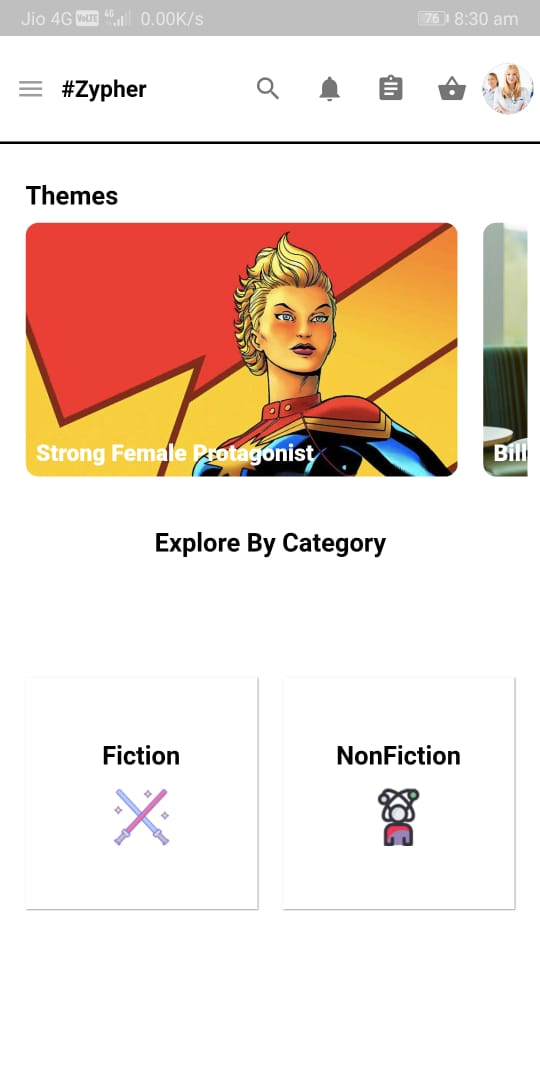 Jio 4G VoLTE 4G 0.00K/s 76 8:30 am
#Zypher
Themes
Strong Female Protagonist
Bill
Explore By Category
Fiction
NonFiction